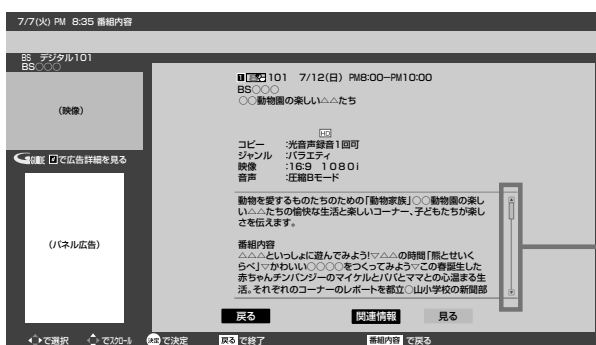 7/7(火) PM 8:35 番組内容
BS デジタル101
BS○○○
(映像)
GUIDE iで広告詳細を見る
(パネル広告)
101 7/12(日) PM8:00ーPM10:00
BS○○○
○○動物園の楽しい△△たち
HD
コピー :光音声録音1回可
ジャンル :バラエティ
映像 :16:9 1080i
音声 :圧縮Bモード
動物を愛するものたちのための「動物家族」○○動物園の楽し
い△△たちの愉快な生活と楽しいコーナー、子どもたちが楽し
さを伝えます。
番組内容
△△△といっしょに遊んでみよう!▽△△の時間「熊とせいく
らべ」▽かわいい○○○○をつくってみよう▽この春誕生した
赤ちゃんチンパンジーのマイケルとパパとママとの心温まる生
活。それぞれのコーナーのレポートを都立○山小学校の新聞部
戻る 関連情報 見る
で選択 でスクロール 決定 で決定 戻る で終了 番組内容 で戻る